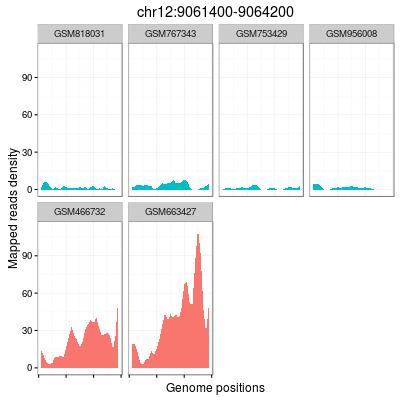 chr12:9061400-9064200
GSM818031 GSM767343 GSM753429 GSM956008
90
60
30
0
GSM466732 GSM663427
90
60
30
0
Mapped reads density
Genome positions